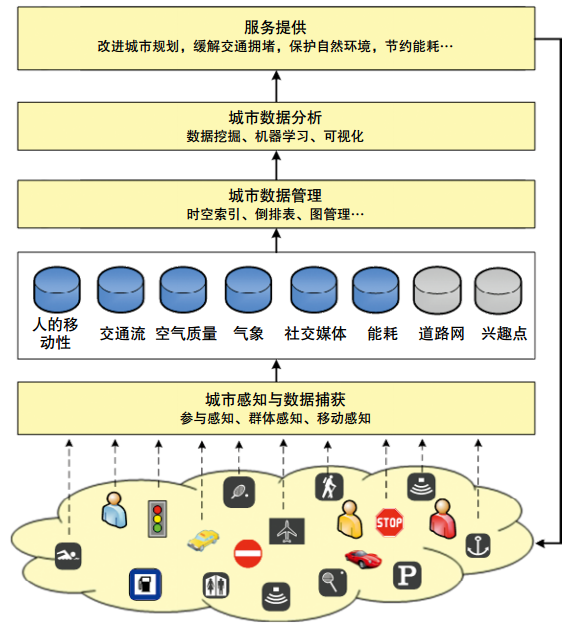 服务提供
改进城市规划，缓解交通拥堵，保护自然环境，节约能耗…
城市数据分析
数据挖掘、机器学习、可视化
城市数据管理
时空索引、倒排表、图管理…
人的移
动性
交通流
空气质量
气象
社交媒体
能耗
道路网
兴趣点
城市感知与数据捕获
参与感知、群体感知、移动感知
STOP
P